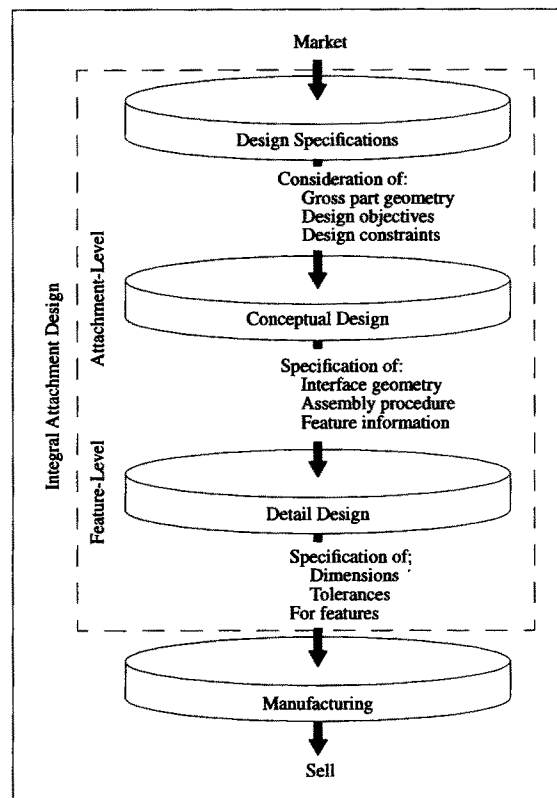 Market
Design Specifications
Consideration of:
Gross part geometry
Design objectives
Design constraints
Conceptual Design
Specification of:
Interface geometry
Assembly procedure
Feature information
Detail Design
Specification of;
Dimensions
Tolerances
For features
Manufacturing
Sell
Integral Attachment Design
Attachment-Level
Feature-Level